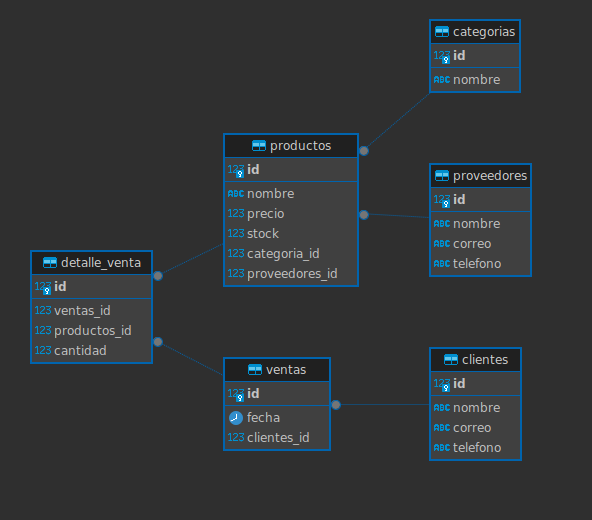 categorias
123 id
ABC nombre
productos
123 id
ABC nombre
123 precio
123 stock
123 categoria_id
123 proveedores_id
proveedores
123 id
ABC nombre
ABC correo
ABC telefono
detalle_venta
123 id
123 ventas_id
123 productos_id
123 cantidad
ventas
123 id
fecha
123 clientes_id
clientes
123 id
ABC nombre
ABC correo
ABC telefono